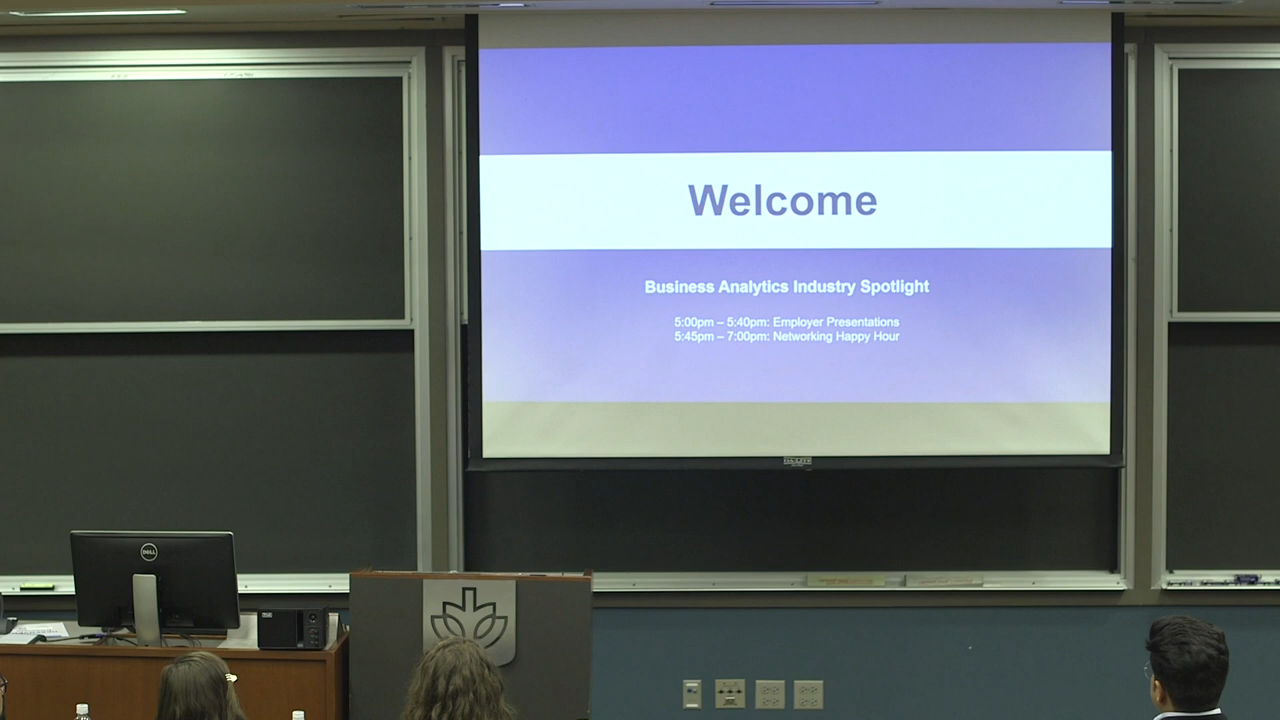 Welcome
Business Analytics Industry Spotlight
5:00pm – 5:40pm: Employer Presentations
5:45pm – 7:00pm: Networking Happy Hour
DELL